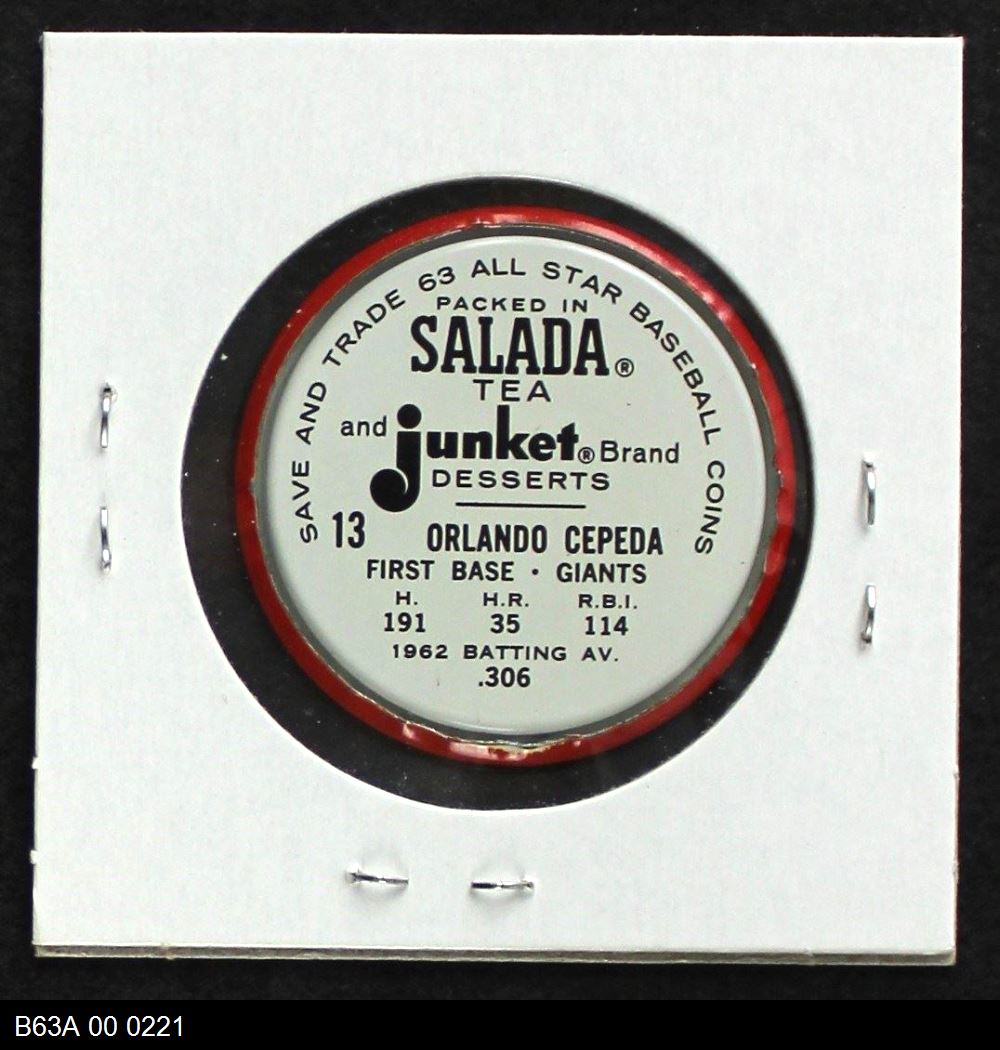 SAVE AND TRADE 63 ALL STAR BASEBALL COINS
PACKED IN
SALADA®
TEA
and junket® Brand
DESSERTS
13 ORLANDO CEPEDA
FIRST BASE · GIANTS
H. H.R. R.B.I.
191 35 114
1962 BATTING AV.
.306
B63A 00 0221